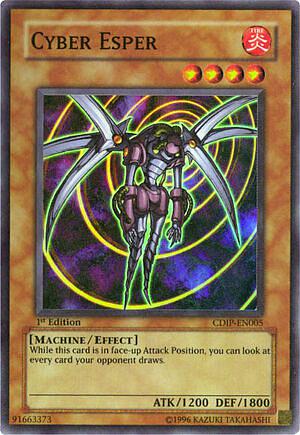 Cyber Esper
FIRE
炎
1st Edition
CDIP-EN005
[Machine/Effect]
While this card is in face-up Attack Position, you can look at
every card your opponent draws.
ATK/1200 DEF/1800
91663373
©1996 KAZUKI TAKAHASHI